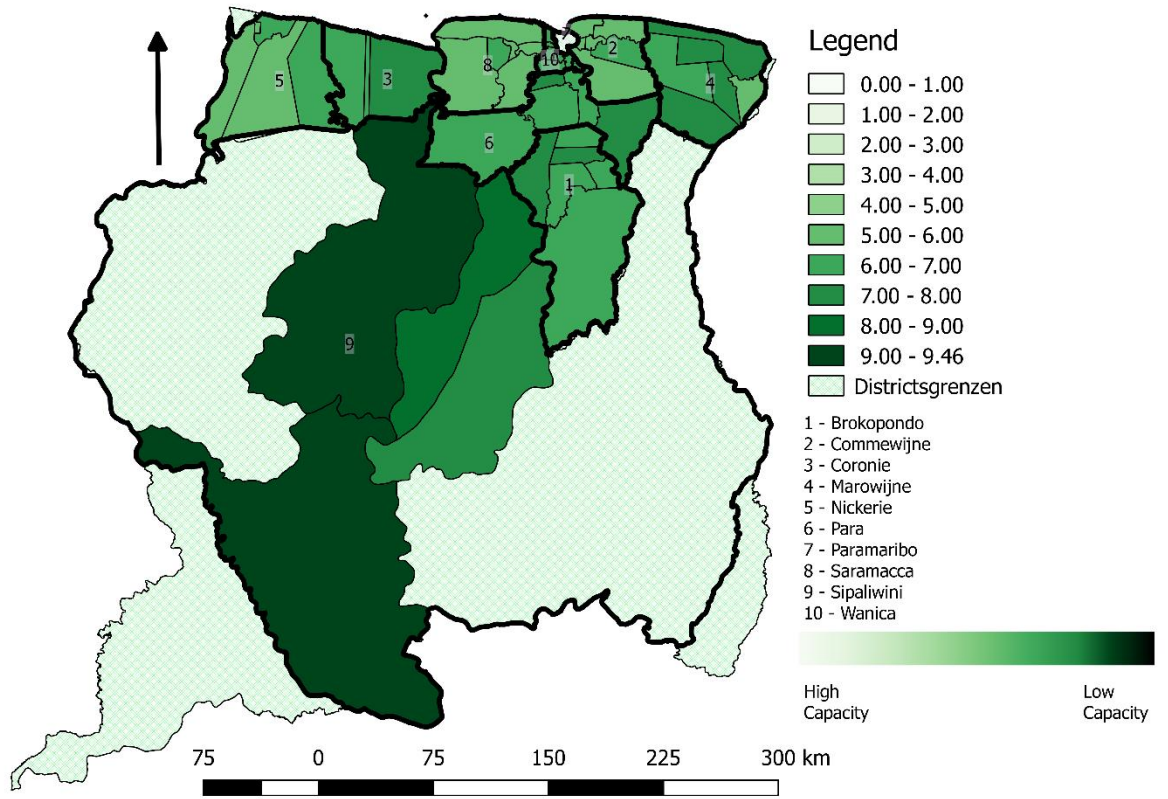 7
5
3
8
10
2
4
6
1
9
Legend
0.00 - 1.00
1.00 - 2.00
2.00 - 3.00
3.00 - 4.00
4.00 - 5.00
5.00 - 6.00
6.00 - 7.00
7.00 - 8.00
8.00 - 9.00
9.00 - 9.46
Districtsgrenzen
1 - Brokopondo
2 - Commewijne
3 - Coronie
4 - Marowijne
5 - Nickerie
6 - Para
7 - Paramaribo
8 - Saramacca
9 - Sipaliwini
10 - Wanica
High Capacity
Low Capacity
75 0 75 150 225 300 km